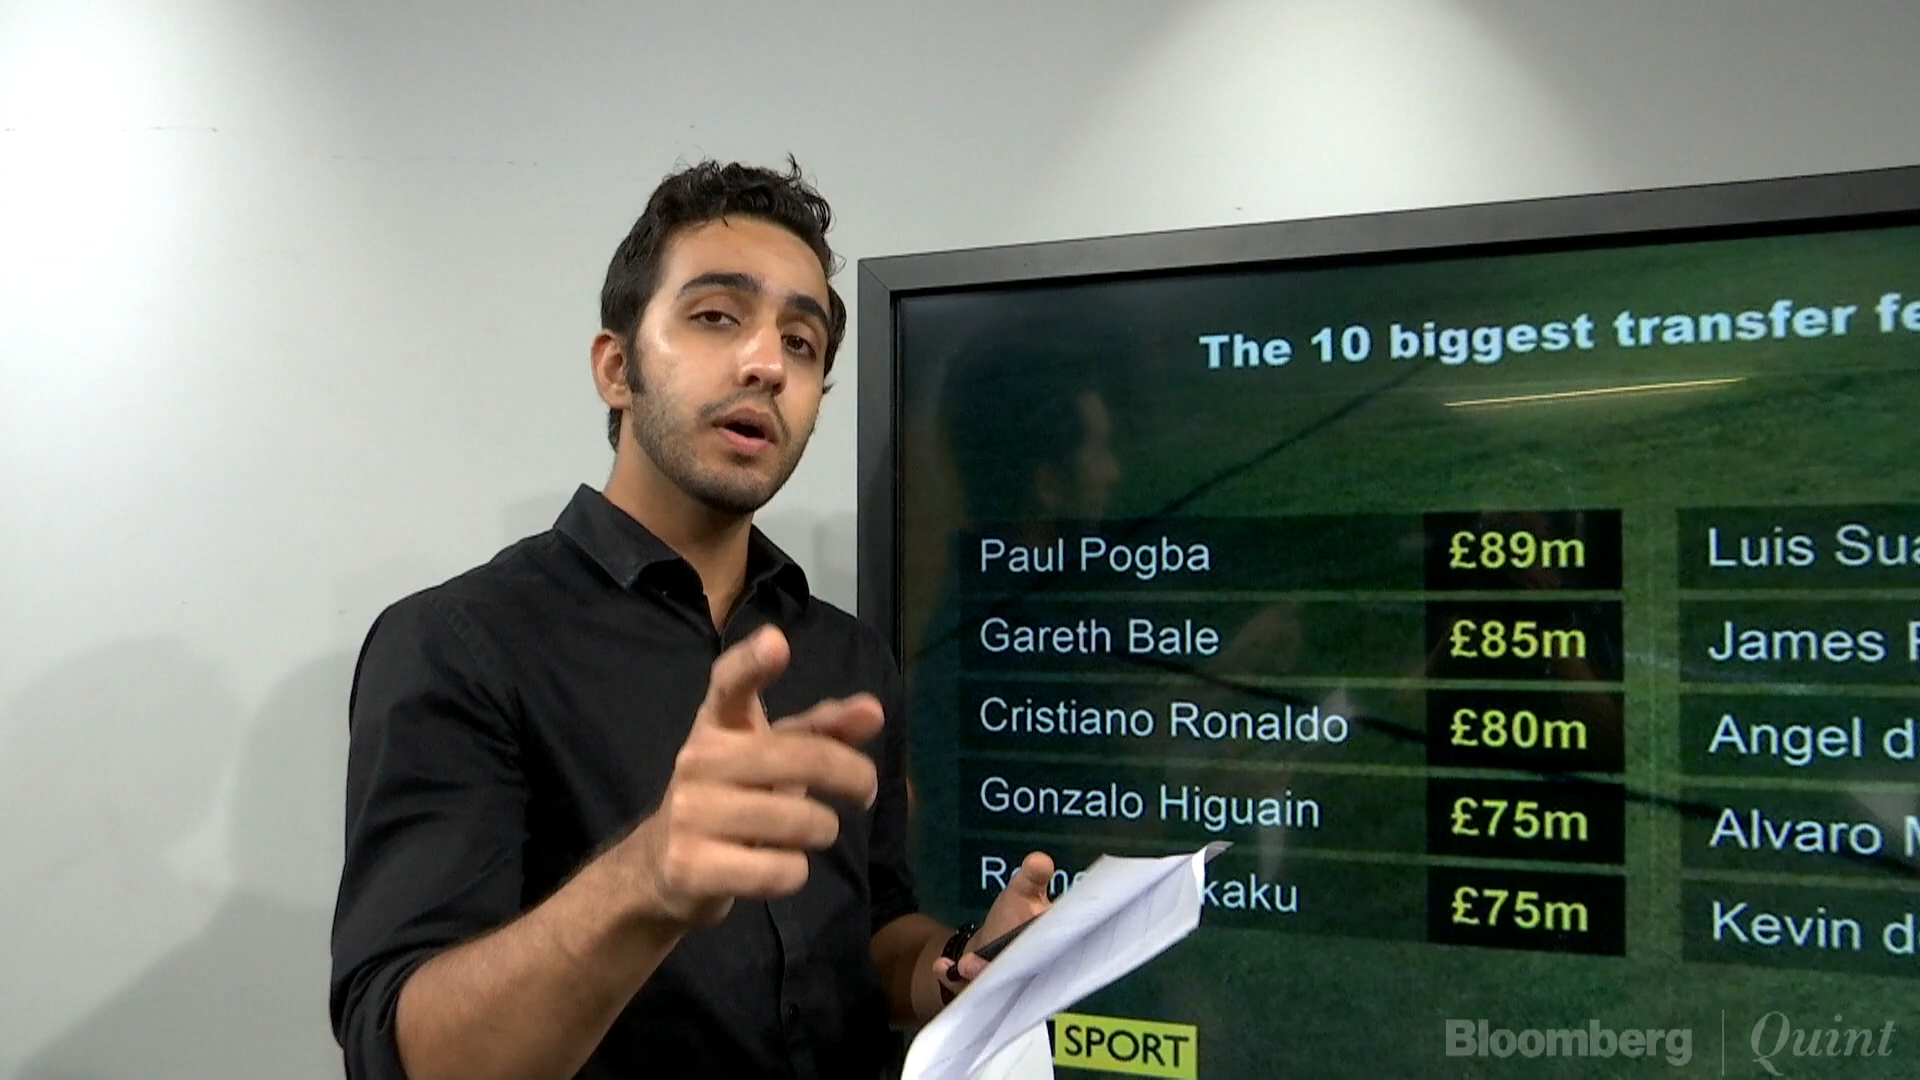 The 10 biggest transfer fe
Paul Pogba £89m
Gareth Bale £85m
Cristiano Ronaldo £80m
Gonzalo Higuain £75m
kaku £75m
Luis Sua
James
Angel d
Alvaro
Kevin d
SPORT
Bloomberg | Quint